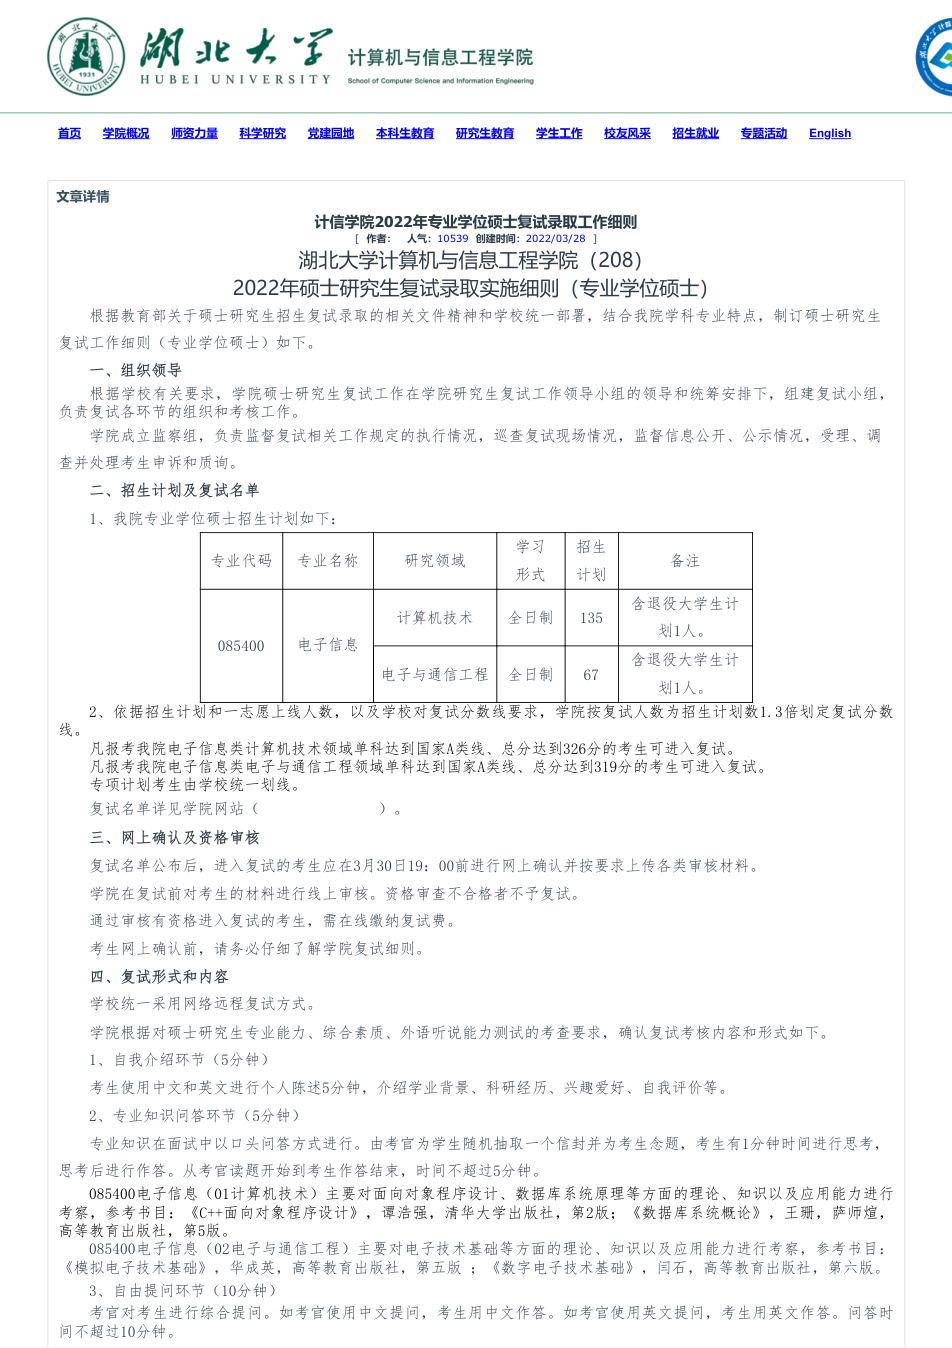 湖北大学
HUBEI UNIVERSITY
计算机与信息工程学院
School of Computer Science and Information Engineering
HUBEI UNIVERSITY
1931
首页 学院概况 师资力量 科学研究 党建园地 本科生教育 研究生教育 学生工作 校友风采 招生就业 专题活动 English
文章详情
计信学院2022年专业学位硕士复试录取工作细则
[ 作者： 人气：10539 创建时间：2022/03/28 ]
湖北大学计算机与信息工程学院（208）
2022年硕士研究生复试录取实施细则（专业学位硕士）
根据教育部关于硕士研究生招生复试录取的相关文件精神和学校统一部署，结合我院学科专业特点，制订硕士研究生
复试工作细则（专业学位硕士）如下。
一、组织领导
根据学校有关要求，学院硕士研究生复试工作在学院研究生复试工作领导小组的领导和统筹安排下，组建复试小组，
负责复试各环节的组织和考核工作。
学院成立监察组，负责监督复试相关工作规定的执行情况，巡查复试现场情况，监督信息公开、公示情况，受理、调
查并处理考生申诉和质询。
二、招生计划及复试名单
1、我院专业学位硕士招生计划如下：
专业代码 专业名称 研究领域 学习形式 招生计划 备注
085400 电子信息 计算机技术 全日制 135 含退役大学生计划1人。
电子与通信工程 全日制 67 含退役大学生计划1人。
2、依据招生计划和一志愿上线人数，以及学校对复试分数线要求，学院按复试人数为招生计划数1.3倍划定复试分数
线。
凡报考我院电子信息类计算机技术领域单科达到国家A类线、总分达到326分的考生可进入复试。
凡报考我院电子信息类电子与通信工程领域单科达到国家A类线、总分达到319分的考生可进入复试。
专项计划考生由学校统一划线。
复试名单详见学院网站（ ）。
三、网上确认及资格审核
复试名单公布后，进入复试的考生应在3月30日19：00前进行网上确认并按要求上传各类审核材料。
学院在复试前对考生的材料进行线上审核。资格审查不合格者不予复试。
通过审核有资格进入复试的考生，需在线缴纳复试费。
考生网上确认前，请务必仔细了解学院复试细则。
四、复试形式和内容
学校统一采用网络远程复试方式。
学院根据对硕士研究生专业能力、综合素质、外语听说能力测试的考查要求，确认复试考核内容和形式如下。
1、自我介绍环节（5分钟）
考生使用中文和英文进行个人陈述5分钟，介绍学业背景、科研经历、兴趣爱好、自我评价等。
2、专业知识问答环节（5分钟）
专业知识在面试中以口头问答方式进行。由考官为学生随机抽取一个信封并为考生念题，考生有1分钟时间进行思考，
思考后进行作答。从考官读题开始到考生作答结束，时间不超过5分钟。
085400电子信息（01计算机技术）主要对面向对象程序设计、数据库系统原理等方面的理论、知识以及应用能力进行
考察，参考书目：《C++面向对象程序设计》，谭浩强，清华大学出版社，第2版；《数据库系统概论》，王珊，萨师煊，
高等教育出版社，第5版。
085400电子信息（02电子与通信工程）主要对电子技术基础等方面的理论、知识以及应用能力进行考察，参考书目：
《模拟电子技术基础》，华成英，高等教育出版社，第五版 ；《数字电子技术基础》，闫石，高等教育出版社，第六版。
3、自由提问环节（10分钟）
考官对考生进行综合提问。如考官使用中文提问，考生用中文作答。如考官使用英文提问，考生用英文作答。问答时
间不超过10分钟。